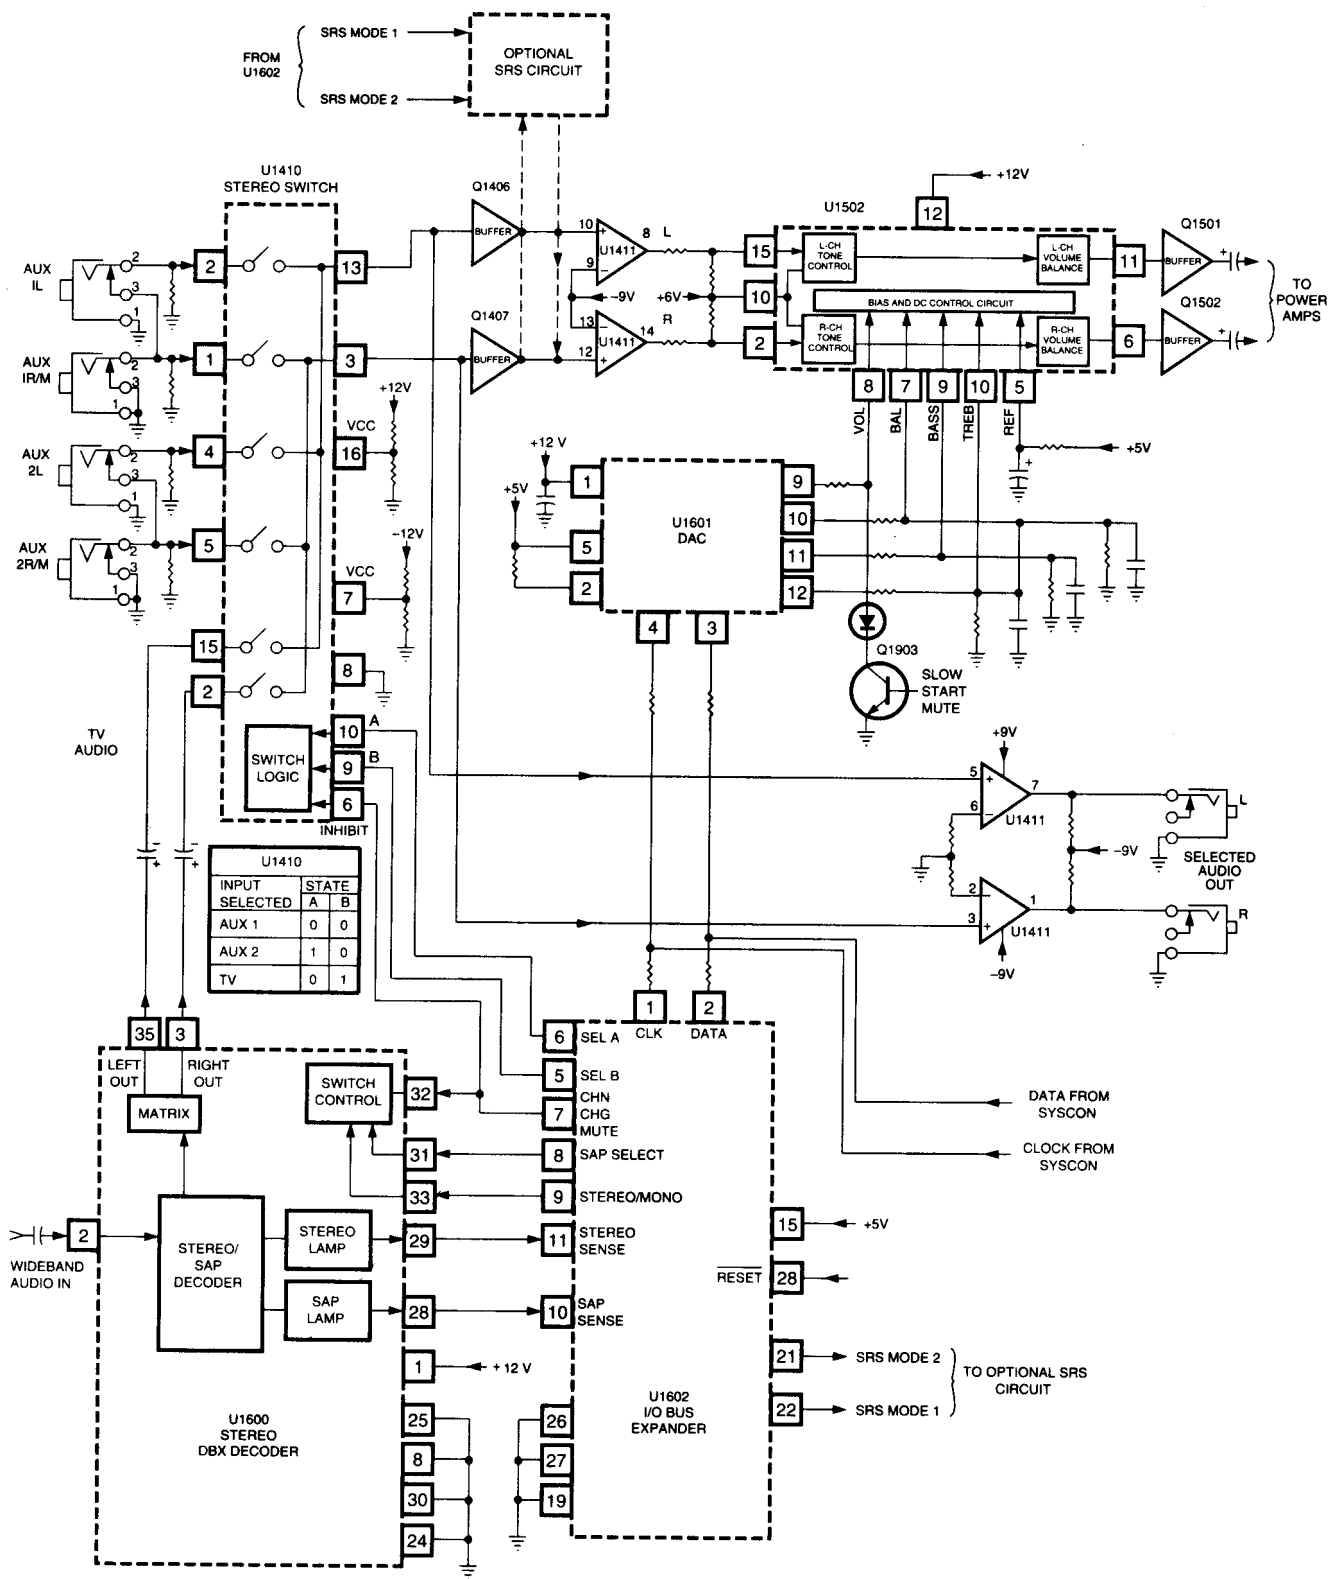 SRS MODE 1
FROM
U1602
SRS MODE 2
OPTIONAL
SRS CIRCUIT
U1410
STEREO SWITCH
Q1406
BUFFER
10
+
U1411
9
−
8
L
−9V
+6V
R
Q1407
BUFFER
13
−
U1411
12
+
14
+12V
U1502
12
15
L-CH
TONE
CONTROL
L-CH
VOLUME
BALANCE
11
10
BIAS AND DC CONTROL CIRCUIT
2
R-CH
TONE
CONTROL
R-CH
VOLUME
BALANCE
6
Q1501
BUFFER
+
Q1502
BUFFER
+
TO
POWER
AMPS
8
7
9
10
5
VOL
BAL
BASS
TREB
REF
+5V
+
AUX
IL
2
3
1
2
13
AUX
IR/M
2
3
1
1
3
AUX
2L
2
3
1
4
+12V
VCC
16
AUX
2R/M
2
3
1
5
−12V
VCC
7
15
8
2
TV
AUDIO
SWITCH
LOGIC
10
A
9
B
6
INHIBIT
+12 V
+5V
1
5
2
U1601
DAC
9
10
11
12
4
3
Q1903
SLOW
START
MUTE
+9V
5
+
6
−
7
U1411
L
−9V
SELECTED
AUDIO
OUT
2
−
3
+
1
U1411
R
−9V
−
+
−
+
U1410
INPUT
SELECTED
STATE
A B
AUX 1 0 0
AUX 2 1 0
TV 0 1
35
3
LEFT
OUT
RIGHT
OUT
MATRIX
SWITCH
CONTROL
32
31
33
2
WIDEBAND
AUDIO IN
STEREO/
SAP
DECODER
STEREO
LAMP
29
SAP
LAMP
28
1
+ 12 V
25
8
30
24
U1600
STEREO
DBX DECODER
1
CLK
2
DATA
6
SEL A
5
SEL B
7
CHN
CHG
MUTE
8
SAP SELECT
9
STEREO/MONO
11
STEREO
SENSE
10
SAP
SENSE
26
27
19
U1602
I/O BUS
EXPANDER
DATA FROM
SYSCON
CLOCK FROM
SYSCON
15
+5V
RESET
28
21
SRS MODE 2
22
SRS MODE 1
TO OPTIONAL SRS
CIRCUIT